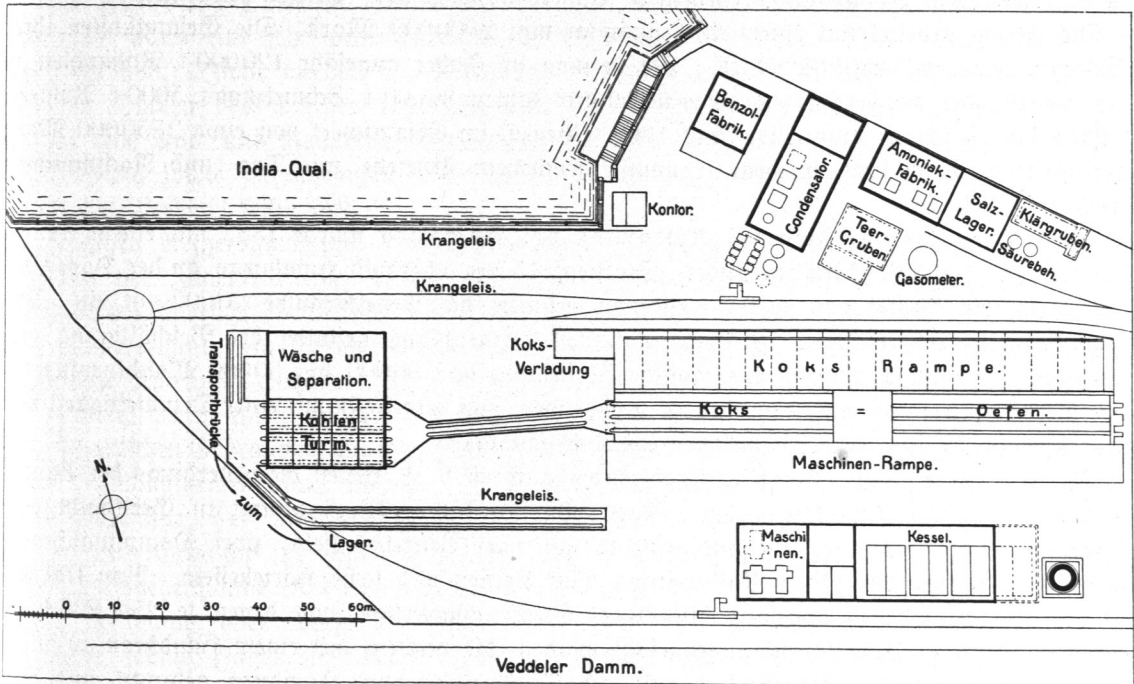 India-Quai.
Benzol-
Fabrik.
Condensator.
Amoniak-
Fabrik.
Salz-
Lager.
Klärgruben.
Säurebeh.
Teer-
Gruben
Gasometer.
Kontor.
Krangeleis
Krangeleis.
Transportbrücke
zum
Lager.
Wäsche und
Separation.
Kohlen
Turm.
Koks-
Verladung
Koks Rampe.
Koks = Oefen.
Maschinen-Rampe.
Krangeleis.
N.
Maschi
nen.
Kessel.
0 10 20 30 40 50 60m.
Veddeler Damm.